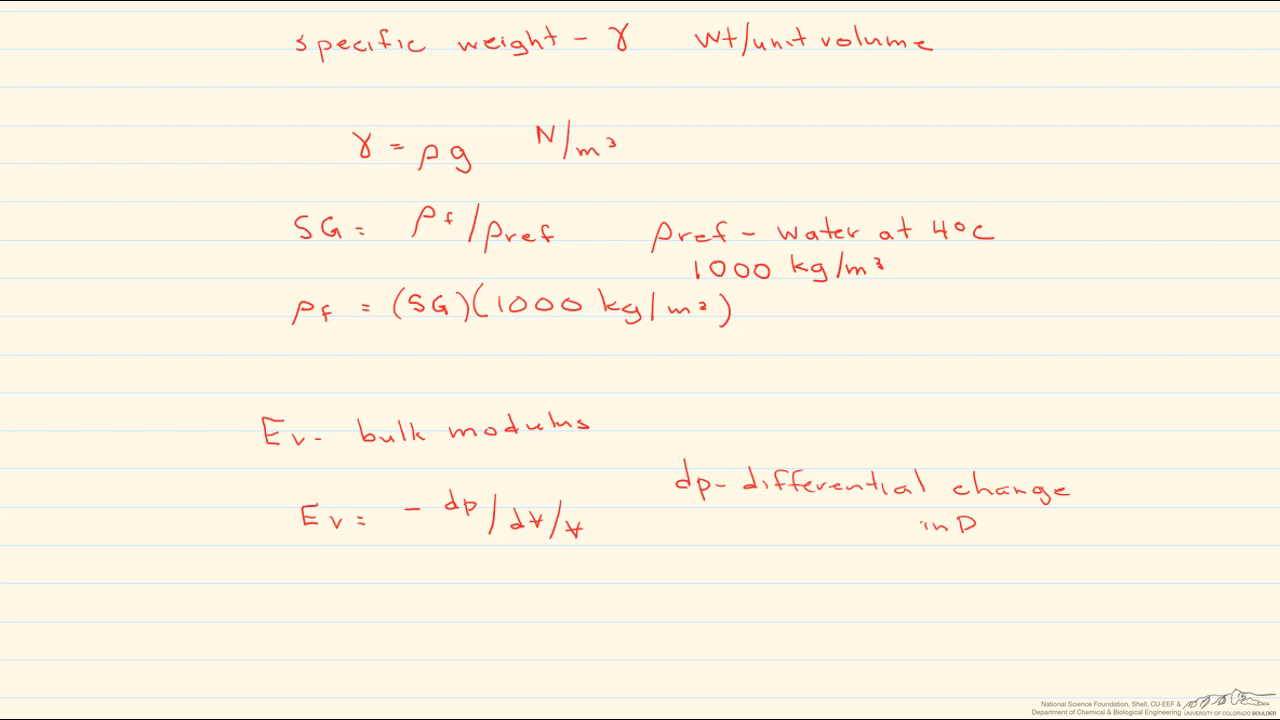 specific weight - γ wt/unit volume
γ = ρg N/m³
SG = ρf/ρref ρref - water at 4°C
1000 kg/m³
ρf = (SG)(1000 kg/m³)
Ev - bulk modulus
dp - differential change
in P
Ev = - dp/dV̶/V̶
National Science Foundation, Shell, CU-EEF &
Department of Chemical & Biological Engineering UNIVERSITY OF COLORADO BOULDER